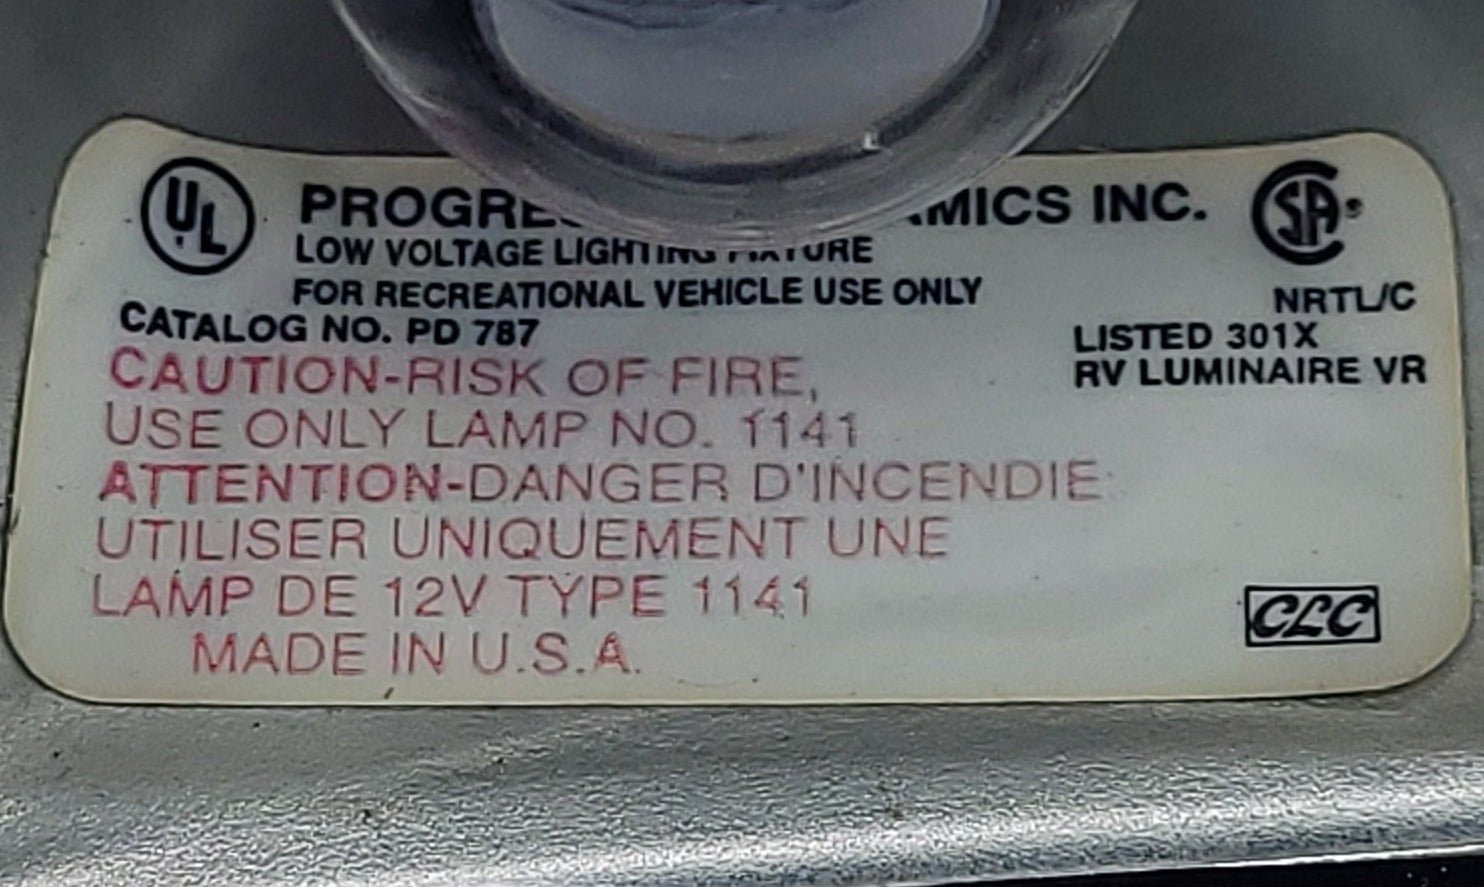 UL PROGRE AMICS INC. SA
LOW VOLTAGE LIGHTING FIXTURE
FOR RECREATIONAL VEHICLE USE ONLY
NRTL/C
CATALOG NO. PD 787
LISTED 301X
RV LUMINAIRE VR
CAUTION-RISK OF FIRE,
USE ONLY LAMP NO. 1141
ATTENTION-DANGER D'INCENDIE
UTILISER UNIQUEMENT UNE
LAMP DE 12V TYPE 1141
MADE IN U.S.A.
CLC